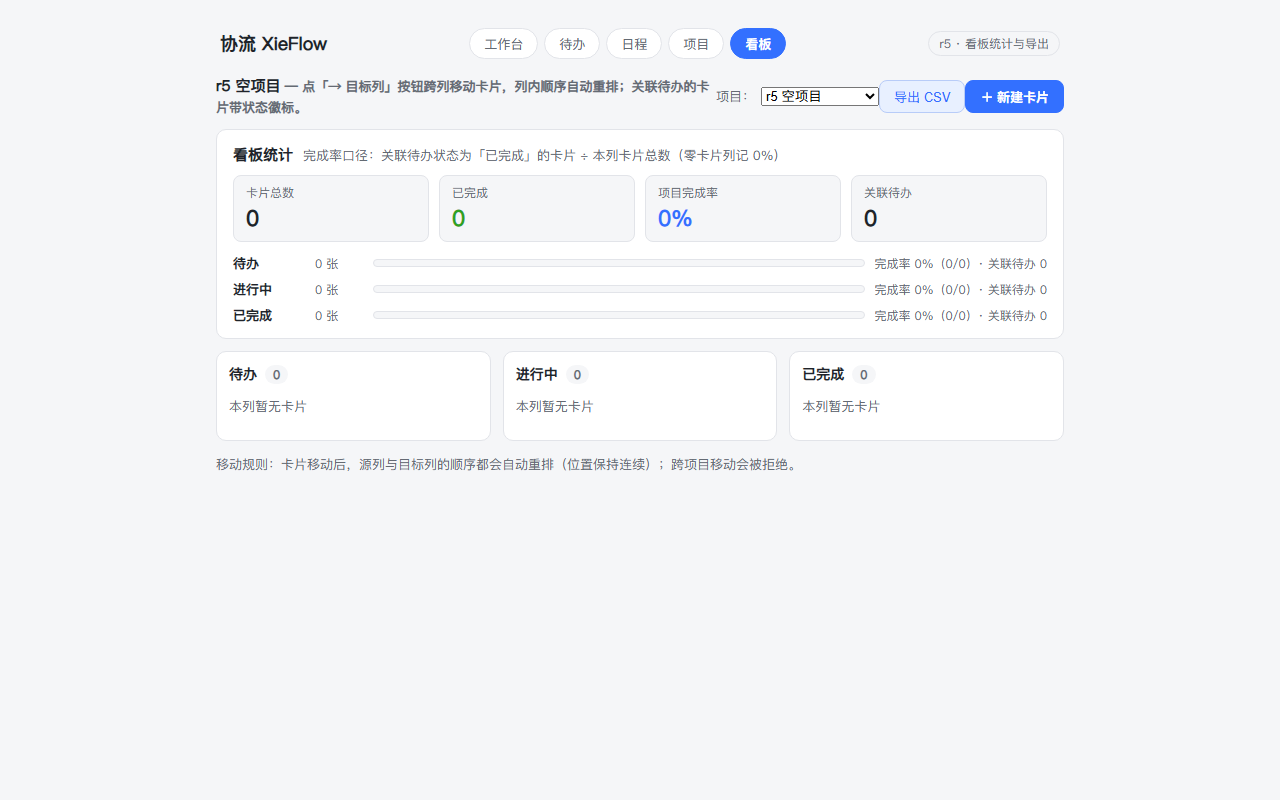 协流 XieFlow
工作台
待办
日程
项目
看板
r5 · 看板统计与导出
r5 空项目 — 点「→ 目标列」按钮跨列移动卡片，列内顺序自动重排；关联待办的卡
片带状态徽标。
项目：
r5 空项目
导出 CSV
＋ 新建卡片
看板统计 完成率口径：关联待办状态为「已完成」的卡片 ÷ 本列卡片总数（零卡片列记 0%）
卡片总数
0
已完成
0
项目完成率
0%
关联待办
0
待办 0 张 完成率 0%（0/0）· 关联待办 0
进行中 0 张 完成率 0%（0/0）· 关联待办 0
已完成 0 张 完成率 0%（0/0）· 关联待办 0
待办 0
本列暂无卡片
进行中 0
本列暂无卡片
已完成 0
本列暂无卡片
移动规则：卡片移动后，源列与目标列的顺序都会自动重排（位置保持连续）；跨项目移动会被拒绝。